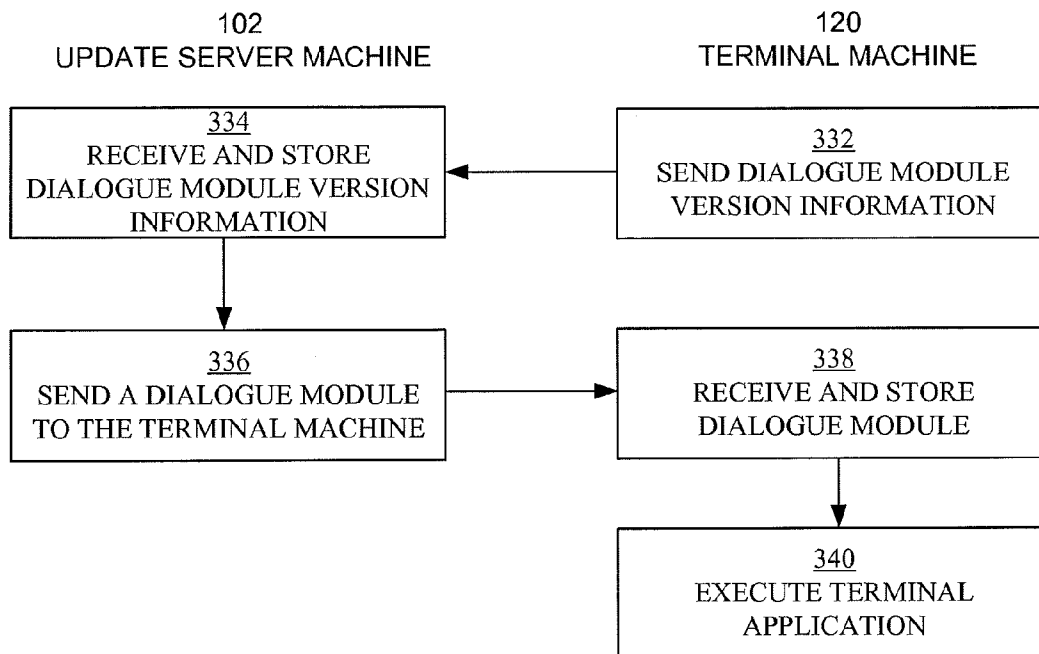 102
UPDATE SERVER MACHINE
120
TERMINAL MACHINE
334
RECEIVE AND STORE
DIALOGUE MODULE VERSION
INFORMATION
332
SEND DIALOGUE MODULE
VERSION INFORMATION
336
SEND A DIALOGUE MODULE
TO THE TERMINAL MACHINE
338
RECEIVE AND STORE
DIALOGUE MODULE
340
EXECUTE TERMINAL
APPLICATION